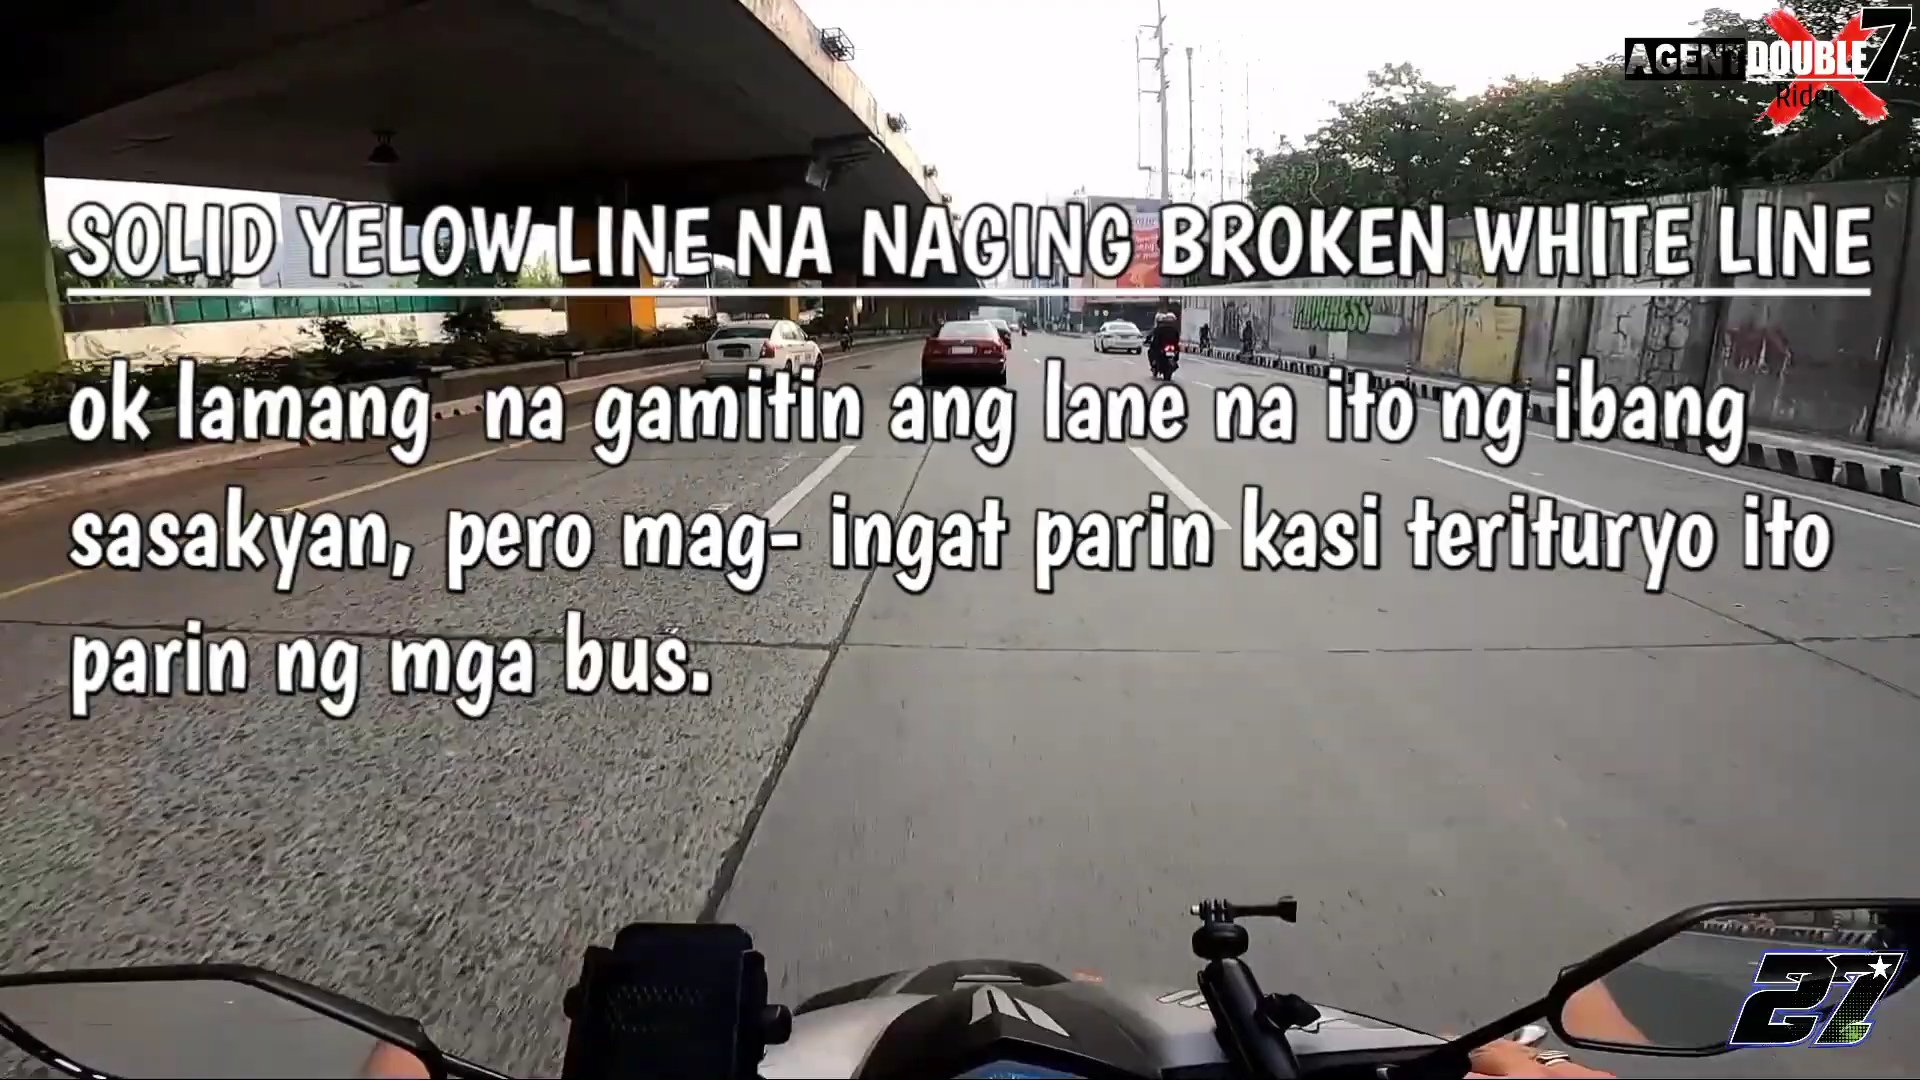 AGENT DOUBLE 7
Rider
SOLID YELOW LINE NA NAGING BROKEN WHITE LINE
ok lamang na gamitin ang lane na ito ng ibang
sasakyan, pero mag- ingat parin kasi terituryo ito
parin ng mga bus.
PROGRESS
27